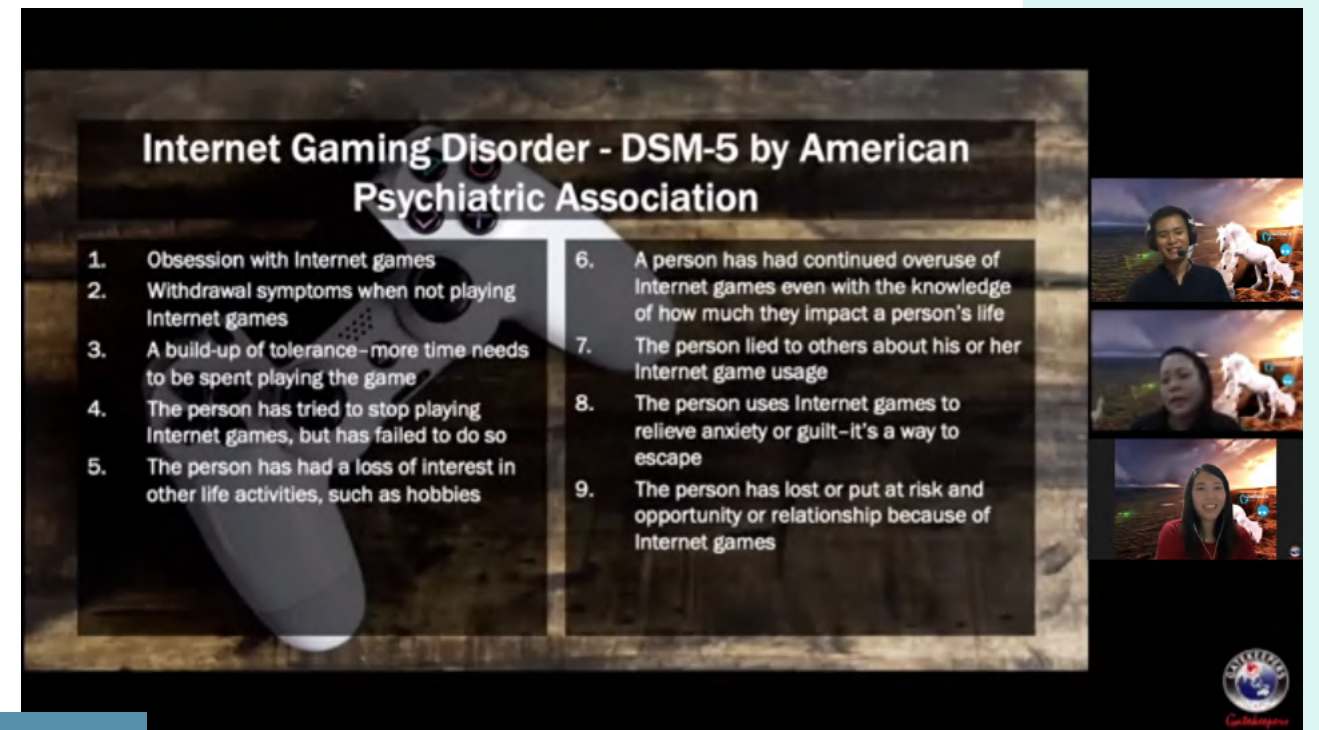 Internet Gaming Disorder - DSM-5 by American
Psychiatric Association
1. Obsession with Internet games
2. Withdrawal symptoms when not playing
Internet games
3. A build-up of tolerance–more time needs
to be spent playing the game
4. The person has tried to stop playing
Internet games, but has failed to do so
5. The person has had a loss of interest in
other life activities, such as hobbies
6. A person has had continued overuse of
Internet games even with the knowledge
of how much they impact a person's life
7. The person lied to others about his or her
Internet game usage
8. The person uses Internet games to
relieve anxiety or guilt–it's a way to
escape
9. The person has lost or put at risk and
opportunity or relationship because of
Internet games
GATEKEEPERS
Gatekeepers